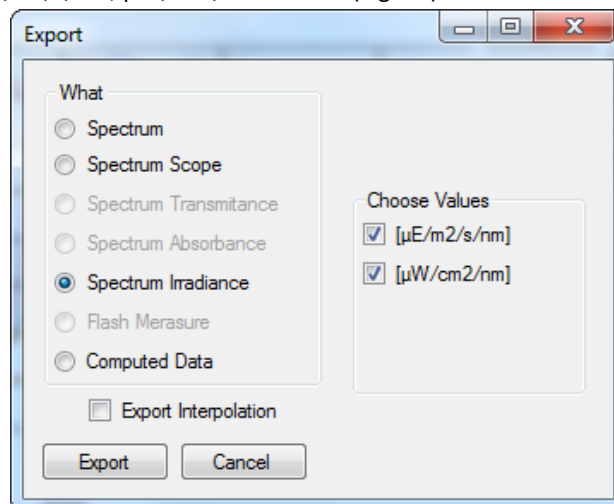 Export
What
Spectrum
Spectrum Scope
Spectrum Transmitance
Spectrum Absorbance
Spectrum Irradiance
Flash Merasure
Computed Data
Export Interpolation
Choose Values
[µE/m2/s/nm]
[µW/cm2/nm]
Export Cancel